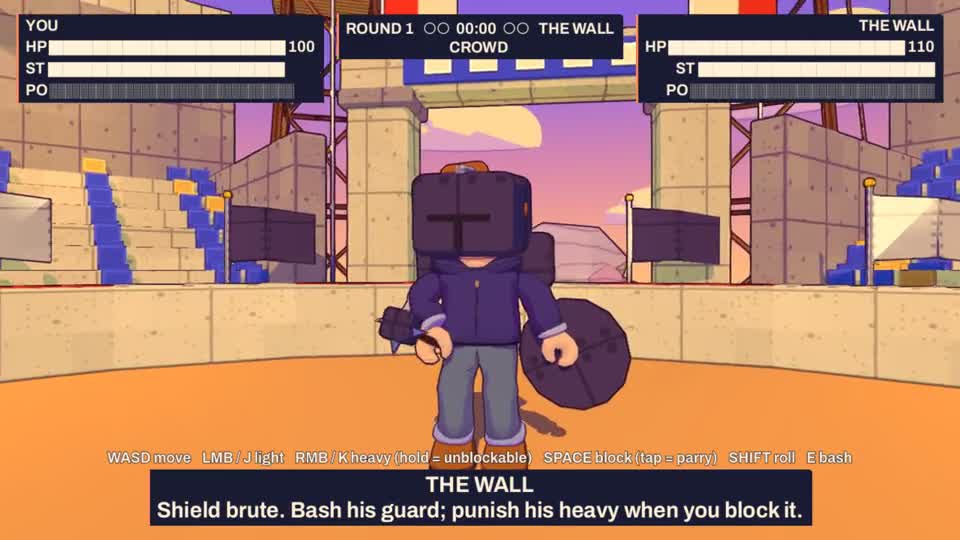 YOU
HP 100
ST
PO
ROUND 1 ○○ 00:00 ○○ THE WALL
CROWD
THE WALL
HP 110
ST
PO
WASD move LMB / J light RMB / K heavy (hold = unblockable) SPACE block (tap = parry) SHIFT roll E bash
THE WALL
Shield brute. Bash his guard; punish his heavy when you block it.